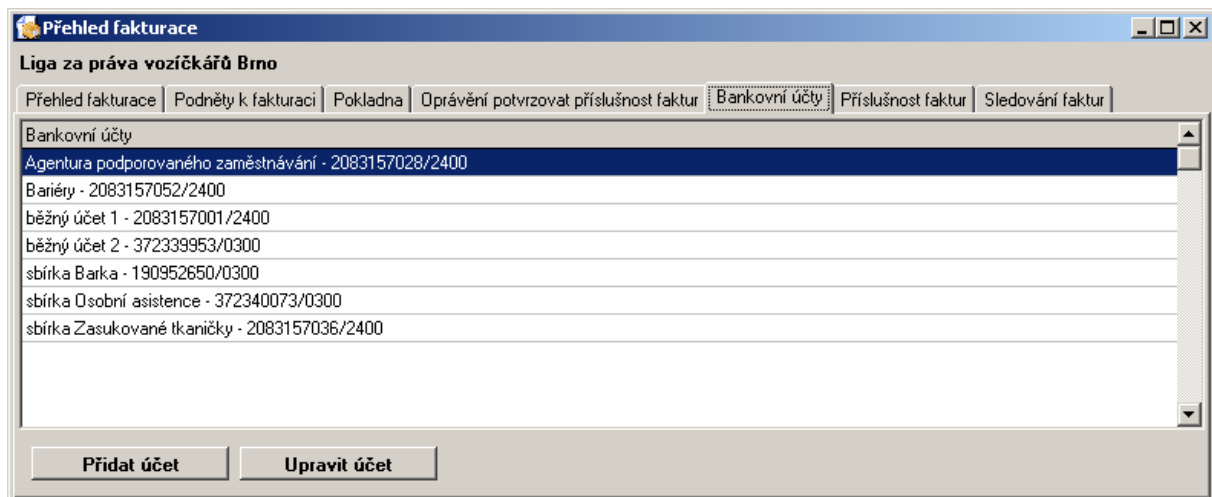 Přehled fakturace
Liga za práva vozíčkářů Brno
Přehled fakturace Podněty k fakturaci Pokladna Oprávění potvrzovat příslušnost faktur Bankovní účty Příslušnost faktur Sledování faktur
Bankovní účty
Agentura podporovaného zaměstnávání - 2083157028/2400
Bariéry - 2083157052/2400
běžný účet 1 - 2083157001/2400
běžný účet 2 - 372339953/0300
sbírka Barka - 190952650/0300
sbírka Osobní asistence - 372340073/0300
sbírka Zasukované tkaničky - 2083157036/2400
Přidat účet Upravit účet